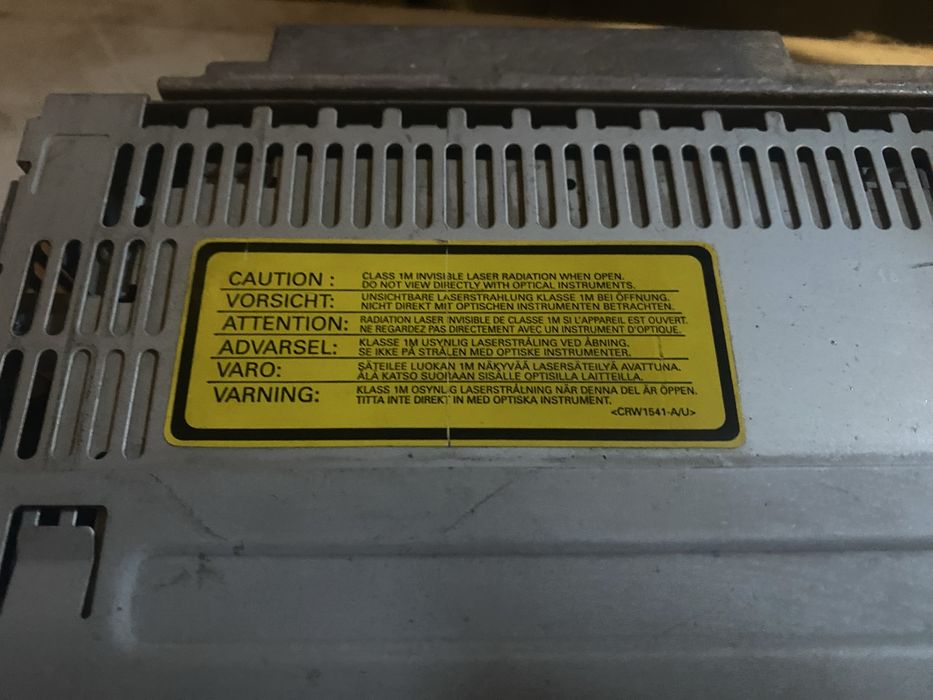 CAUTION : CLASS 1M INVISIBLE LASER RADIATION WHEN OPEN.
DO NOT VIEW DIRECTLY WITH OPTICAL INSTRUMENTS.
VORSICHT: UNSICHTBARE LASERSTRAHLUNG KLASSE 1M BEI ÖFFNUNG.
NICHT DIREKT MIT OPTISCHEN INSTRUMENTEN BETRACHTEN.
ATTENTION: RADIATION LASER INVISIBLE DE CLASSE 1M SI L'APPAREIL EST OUVERT.
NE REGARDEZ PAS DIRECTEMENT AVEC UN INSTRUMENT D'OPTIQUE.
ADVARSEL: KLASSE 1M USYNLIG LASERSTRÅLING VED ÅBNING.
SE IKKE PÅ STRÅLEN MED OPTISKE INSTRUMENTER.
VARO: SÄTEILEE LUOKAN 1M NÄKYVÄÄ LASERSÄTEILYÄ AVATTUNA.
ÄLÄ KATSO SUORAAN SISÄLLE OPTISILLA LAITTEILLA.
VARNING: KLASS 1M OSYNLIG LASERSTRÅLNING NÄR DENNA DEL ÄR ÖPPEN.
TITTA INTE DIREKT IN MED OPTISKA INSTRUMENT.
<CRW1541-A/U>